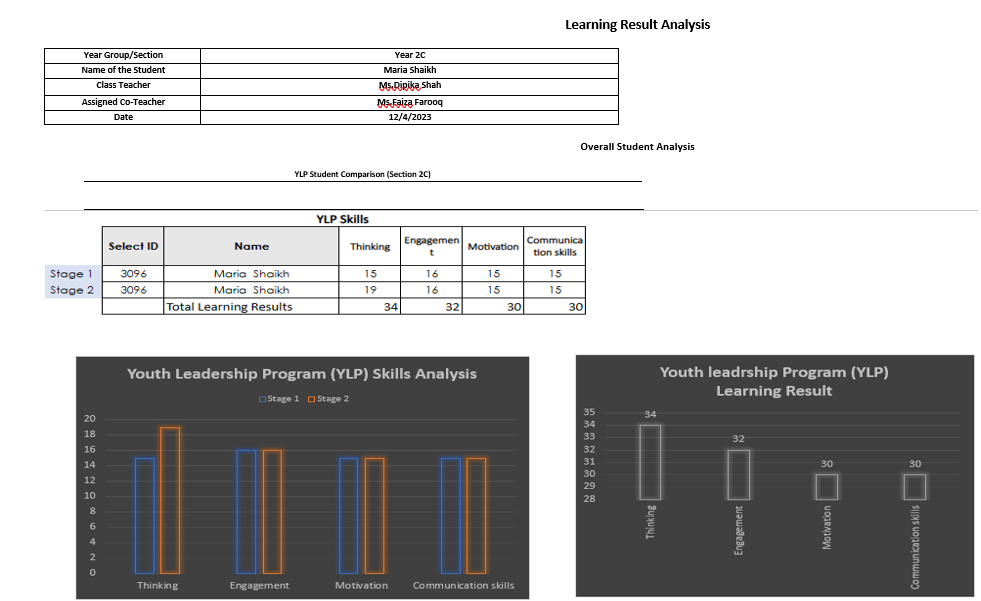 Learning Result Analysis
Year Group/Section Year 2C
Name of the Student Maria Shaikh
Class Teacher Ms.Dipika Shah
Assigned Co-Teacher Ms.Faiza Farooq
Date 12/4/2023
Overall Student Analysis
YLP Student Comparison (Section 2C)
YLP Skills
Select ID Name Thinking Engagemen
t Motivation Communica
tion skills
Stage 1 3096 Maria Shaikh 15 16 15 15
Stage 2 3096 Maria Shaikh 19 16 15 15
Total Learning Results 34 32 30 30
Youth Leadership Program (YLP) Skills Analysis
Stage 1 Stage 2
20
18
16
14
12
10
8
6
4
2
0
Thinking Engagement Motivation Communication skills
Youth leadrship Program (YLP)
Learning Result
35
34
33
32
31
30
29
28
34
32
30
30
Thinking
Engagement
Motivation
Communication skills